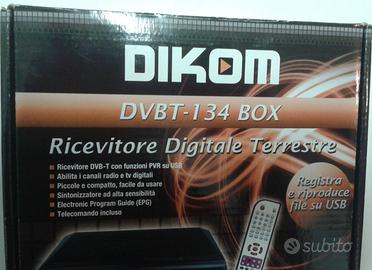 DIKOM
DVBT-134 BOX
Ricevitore Digitale Terrestre
Ricevitore DVB-T con funzioni PVR su USB
Abilita i canali radio e tv digitali
Piccole e compatto, facile da usare
Sintonizzatore ad alta sensibilità
Electronic Program Guide (EPG)
Telecomando incluso
Registra
e riproduce
file su USB
subito